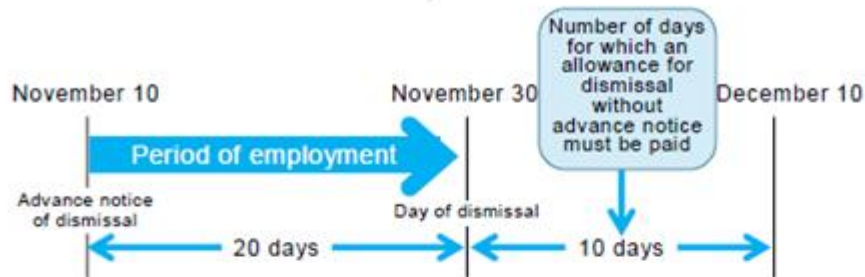 Number of days
for which an
allowance for
dismissal
without
advance notice
must be paid
November 10
November 30
December 10
Period of employment
Advance notice
of dismissal
Day of dismissal
20 days
10 days